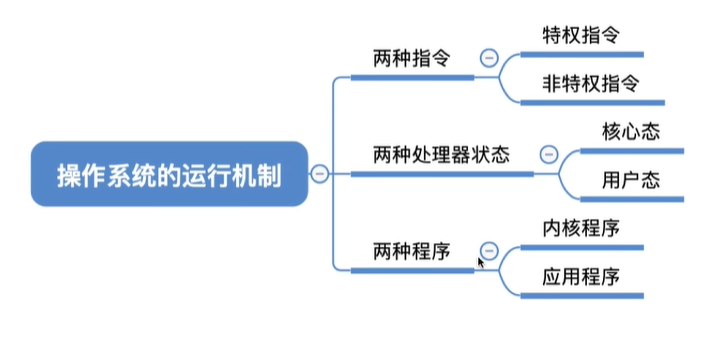 操作系统的运行机制
两种指令
特权指令
非特权指令
两种处理器状态
核心态
用户态
两种程序
内核程序
应用程序